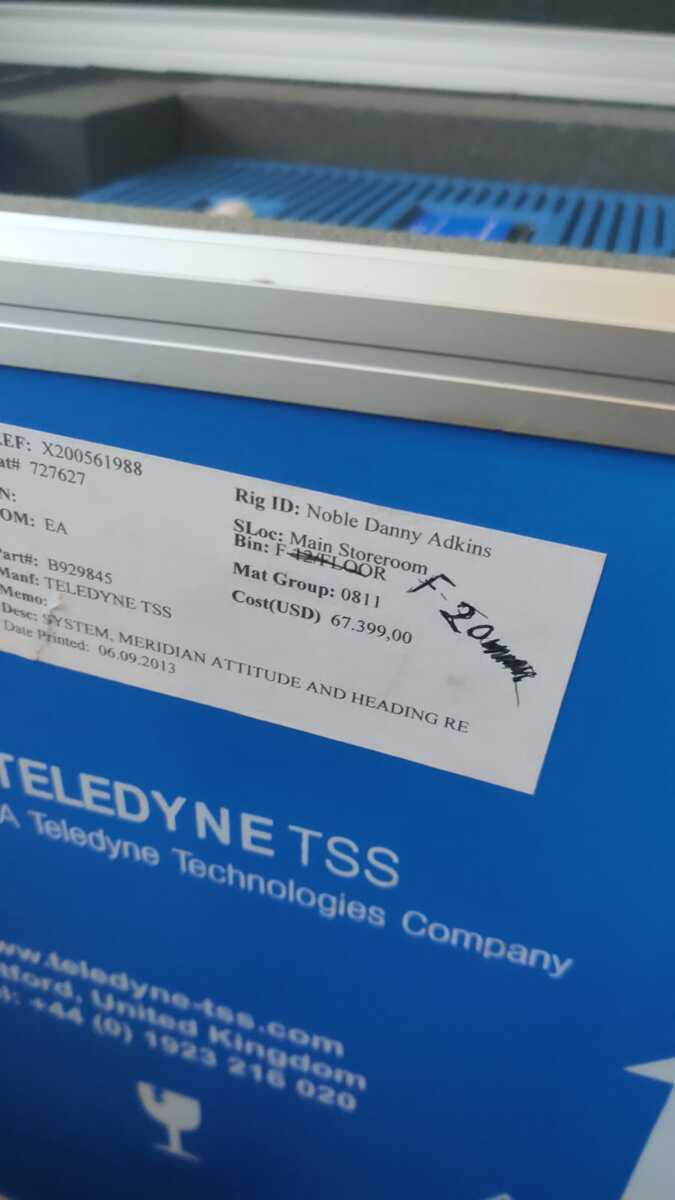 EF: X200561988
at# 727627
N:
OM: EA
Part#: B929845
Manf: TELEDYNE TSS
Memo:
Desc: SYSTEM, MERIDIAN ATTITUDE AND HEADING RE
Date Printed: 06.09.2013
Rig ID: Noble Danny Adkins
SLoc: Main Storeroom
Bin: F-12/FLOOR
Mat Group: 0811
Cost(USD) 67.399,00
F-20
TELEDYNE TSS
A Teledyne Technologies Company
ww.teledyne-tss.com
tford, United Kingdom
: +44 (0) 1923 216 020